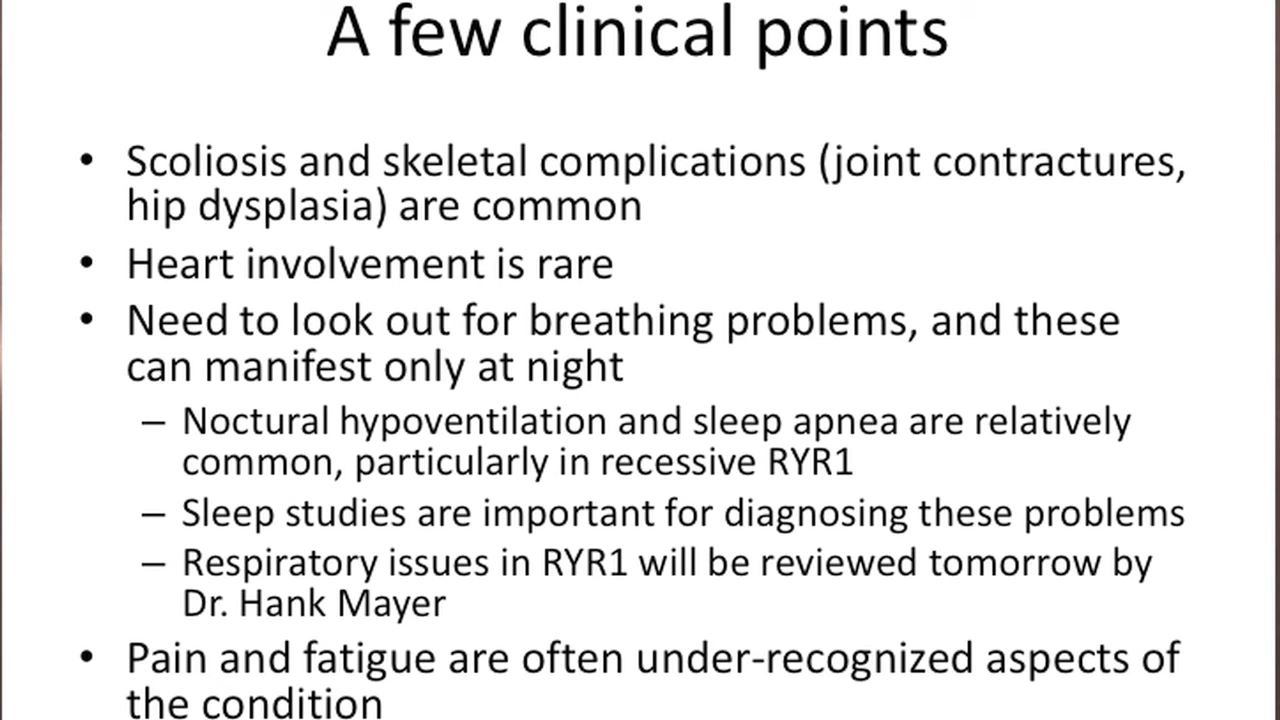 A few clinical points
• Scoliosis and skeletal complications (joint contractures,
hip dysplasia) are common
• Heart involvement is rare
• Need to look out for breathing problems, and these
can manifest only at night
– Noctural hypoventilation and sleep apnea are relatively
common, particularly in recessive RYR1
– Sleep studies are important for diagnosing these problems
– Respiratory issues in RYR1 will be reviewed tomorrow by
Dr. Hank Mayer
• Pain and fatigue are often under-recognized aspects of
the condition